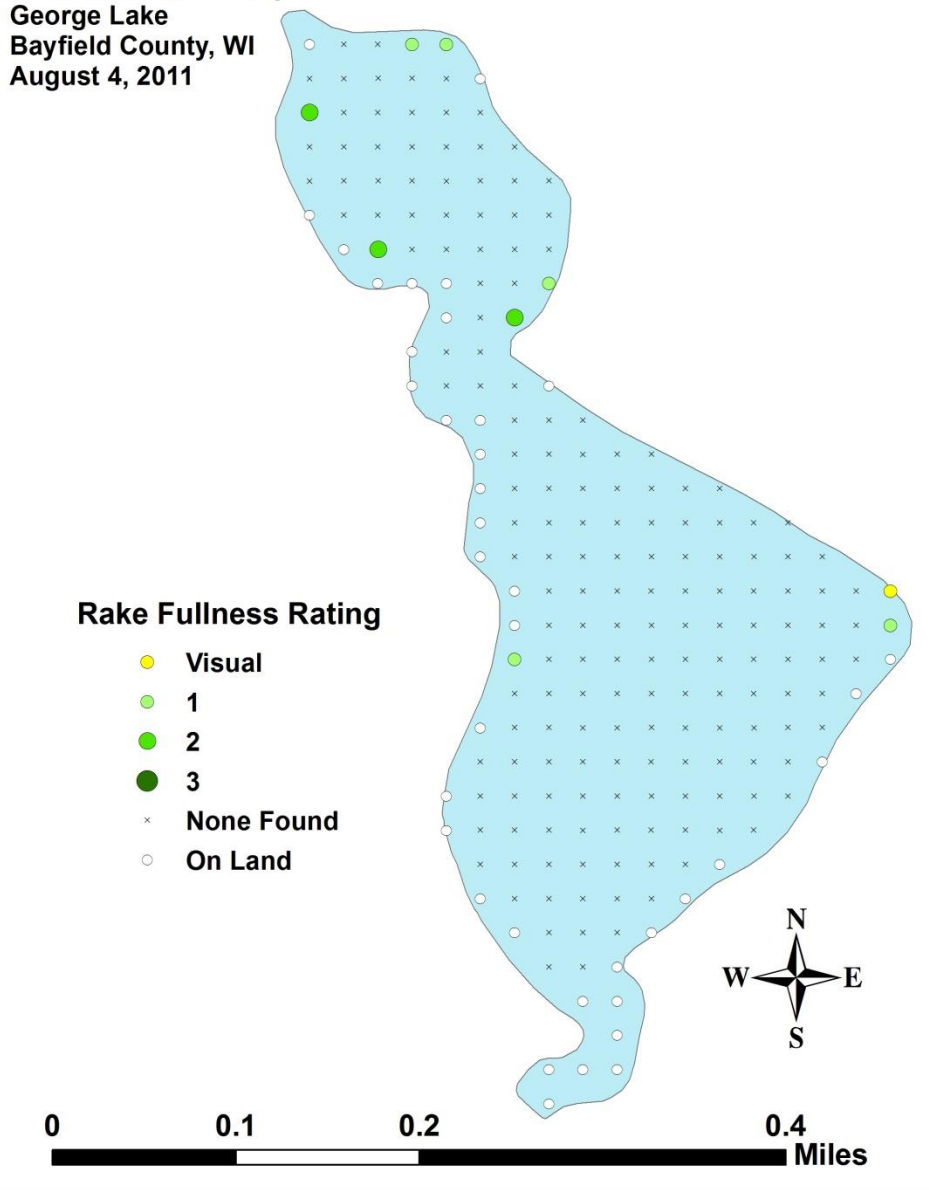 George Lake
Bayfield County, WI
August 4, 2011
Rake Fullness Rating
Visual
1
2
3
None Found
On Land
N
W E
S
0 0.1 0.2 0.4
Miles